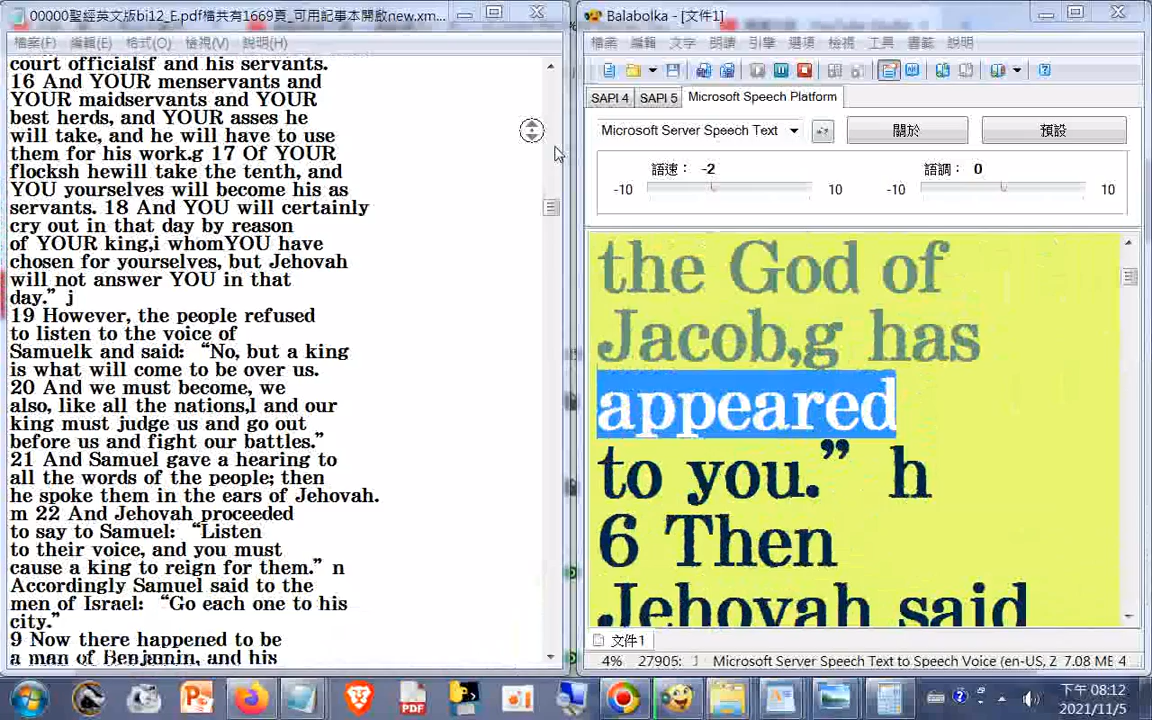 00000聖經英文版bi12_E.pdf檔共有1669頁_可用記事本開啟new.xm...
檔案(F) 編輯(E) 格式(O) 檢視(V) 說明(H)
court officialsf and his servants.
16 And YOUR menservants and
YOUR maidservants and YOUR
best herds, and YOUR asses he
will take, and he will have to use
them for his work.g 17 Of YOUR
flocksh hewill take the tenth, and
YOU yourselves will become his as
servants. 18 And YOU will certainly
cry out in that day by reason
of YOUR king,i whomYOU have
chosen for yourselves, but Jehovah
will not answer YOU in that
day.” j
19 However, the people refused
to listen to the voice of
Samuelk and said: “No, but a king
is what will come to be over us.
20 And we must become, we
also, like all the nations,l and our
king must judge us and go out
before us and fight our battles.”
21 And Samuel gave a hearing to
all the words of the people; then
he spoke them in the ears of Jehovah.
m 22 And Jehovah proceeded
to say to Samuel: “Listen
to their voice, and you must
cause a king to reign for them.” n
Accordingly Samuel said to the
men of Israel: “Go each one to his
city.”
9 Now there happened to be
a man of Benjamin, and his
Balabolka - [文件1]
檔案 編輯 文字 朗讀 引擎 選項 檢視 工具 書籤 說明
SAPI 4 SAPI 5 Microsoft Speech Platform
Microsoft Server Speech Text 關於 預設
語速： -2 語調： 0
-10 10 -10 10
the God of
Jacob,g has
appeared
to you.” h
6 Then
Jehovah said
文件1
4% 27905: Microsoft Server Speech Text to Speech Voice (en-US, Z 7.08 ME 4
PDF
下午 08:12
2021/11/5